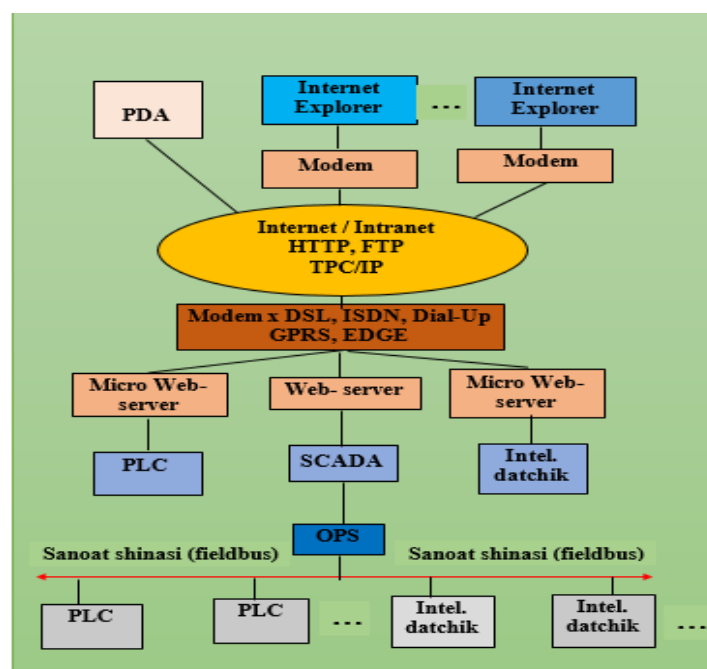 PDA
Internet
Explorer
...
Internet
Explorer
Modem
Modem
Internet / Intranet
HTTP, FTP
TPC/IP
Modem x DSL, ISDN, Dial-Up
GPRS, EDGE
Micro Web-
server
Web- server
Micro Web-
server
PLC
SCADA
Intel.
datchik
OPS
Sanoat shinasi (fieldbus)
Sanoat shinasi (fieldbus)
PLC
PLC
...
Intel.
datchik
Intel.
datchik
...